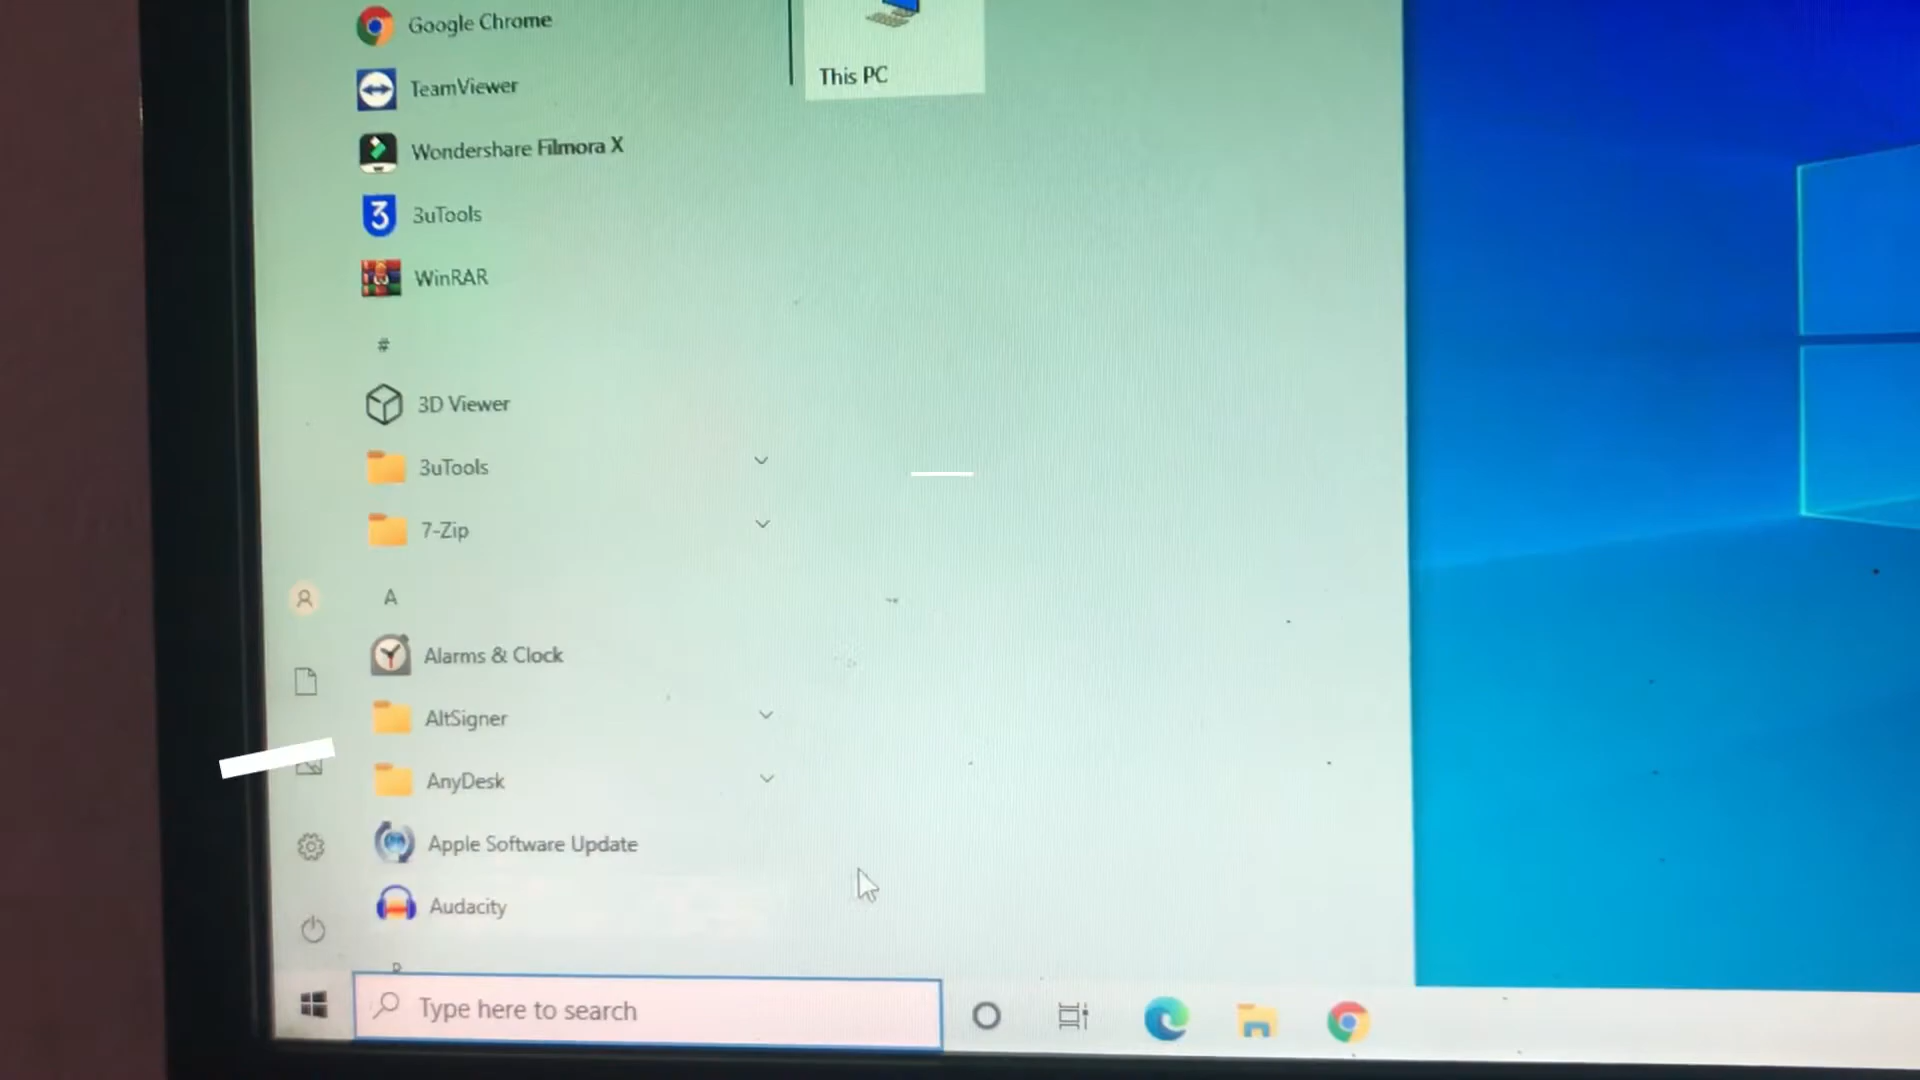 Google Chrome
This PC
TeamViewer
Wondershare Filmora X
3uTools
WinRAR
#
3D Viewer
3uTools
7-Zip
A
Alarms & Clock
AltSigner
AnyDesk
Apple Software Update
Audacity
Type here to search